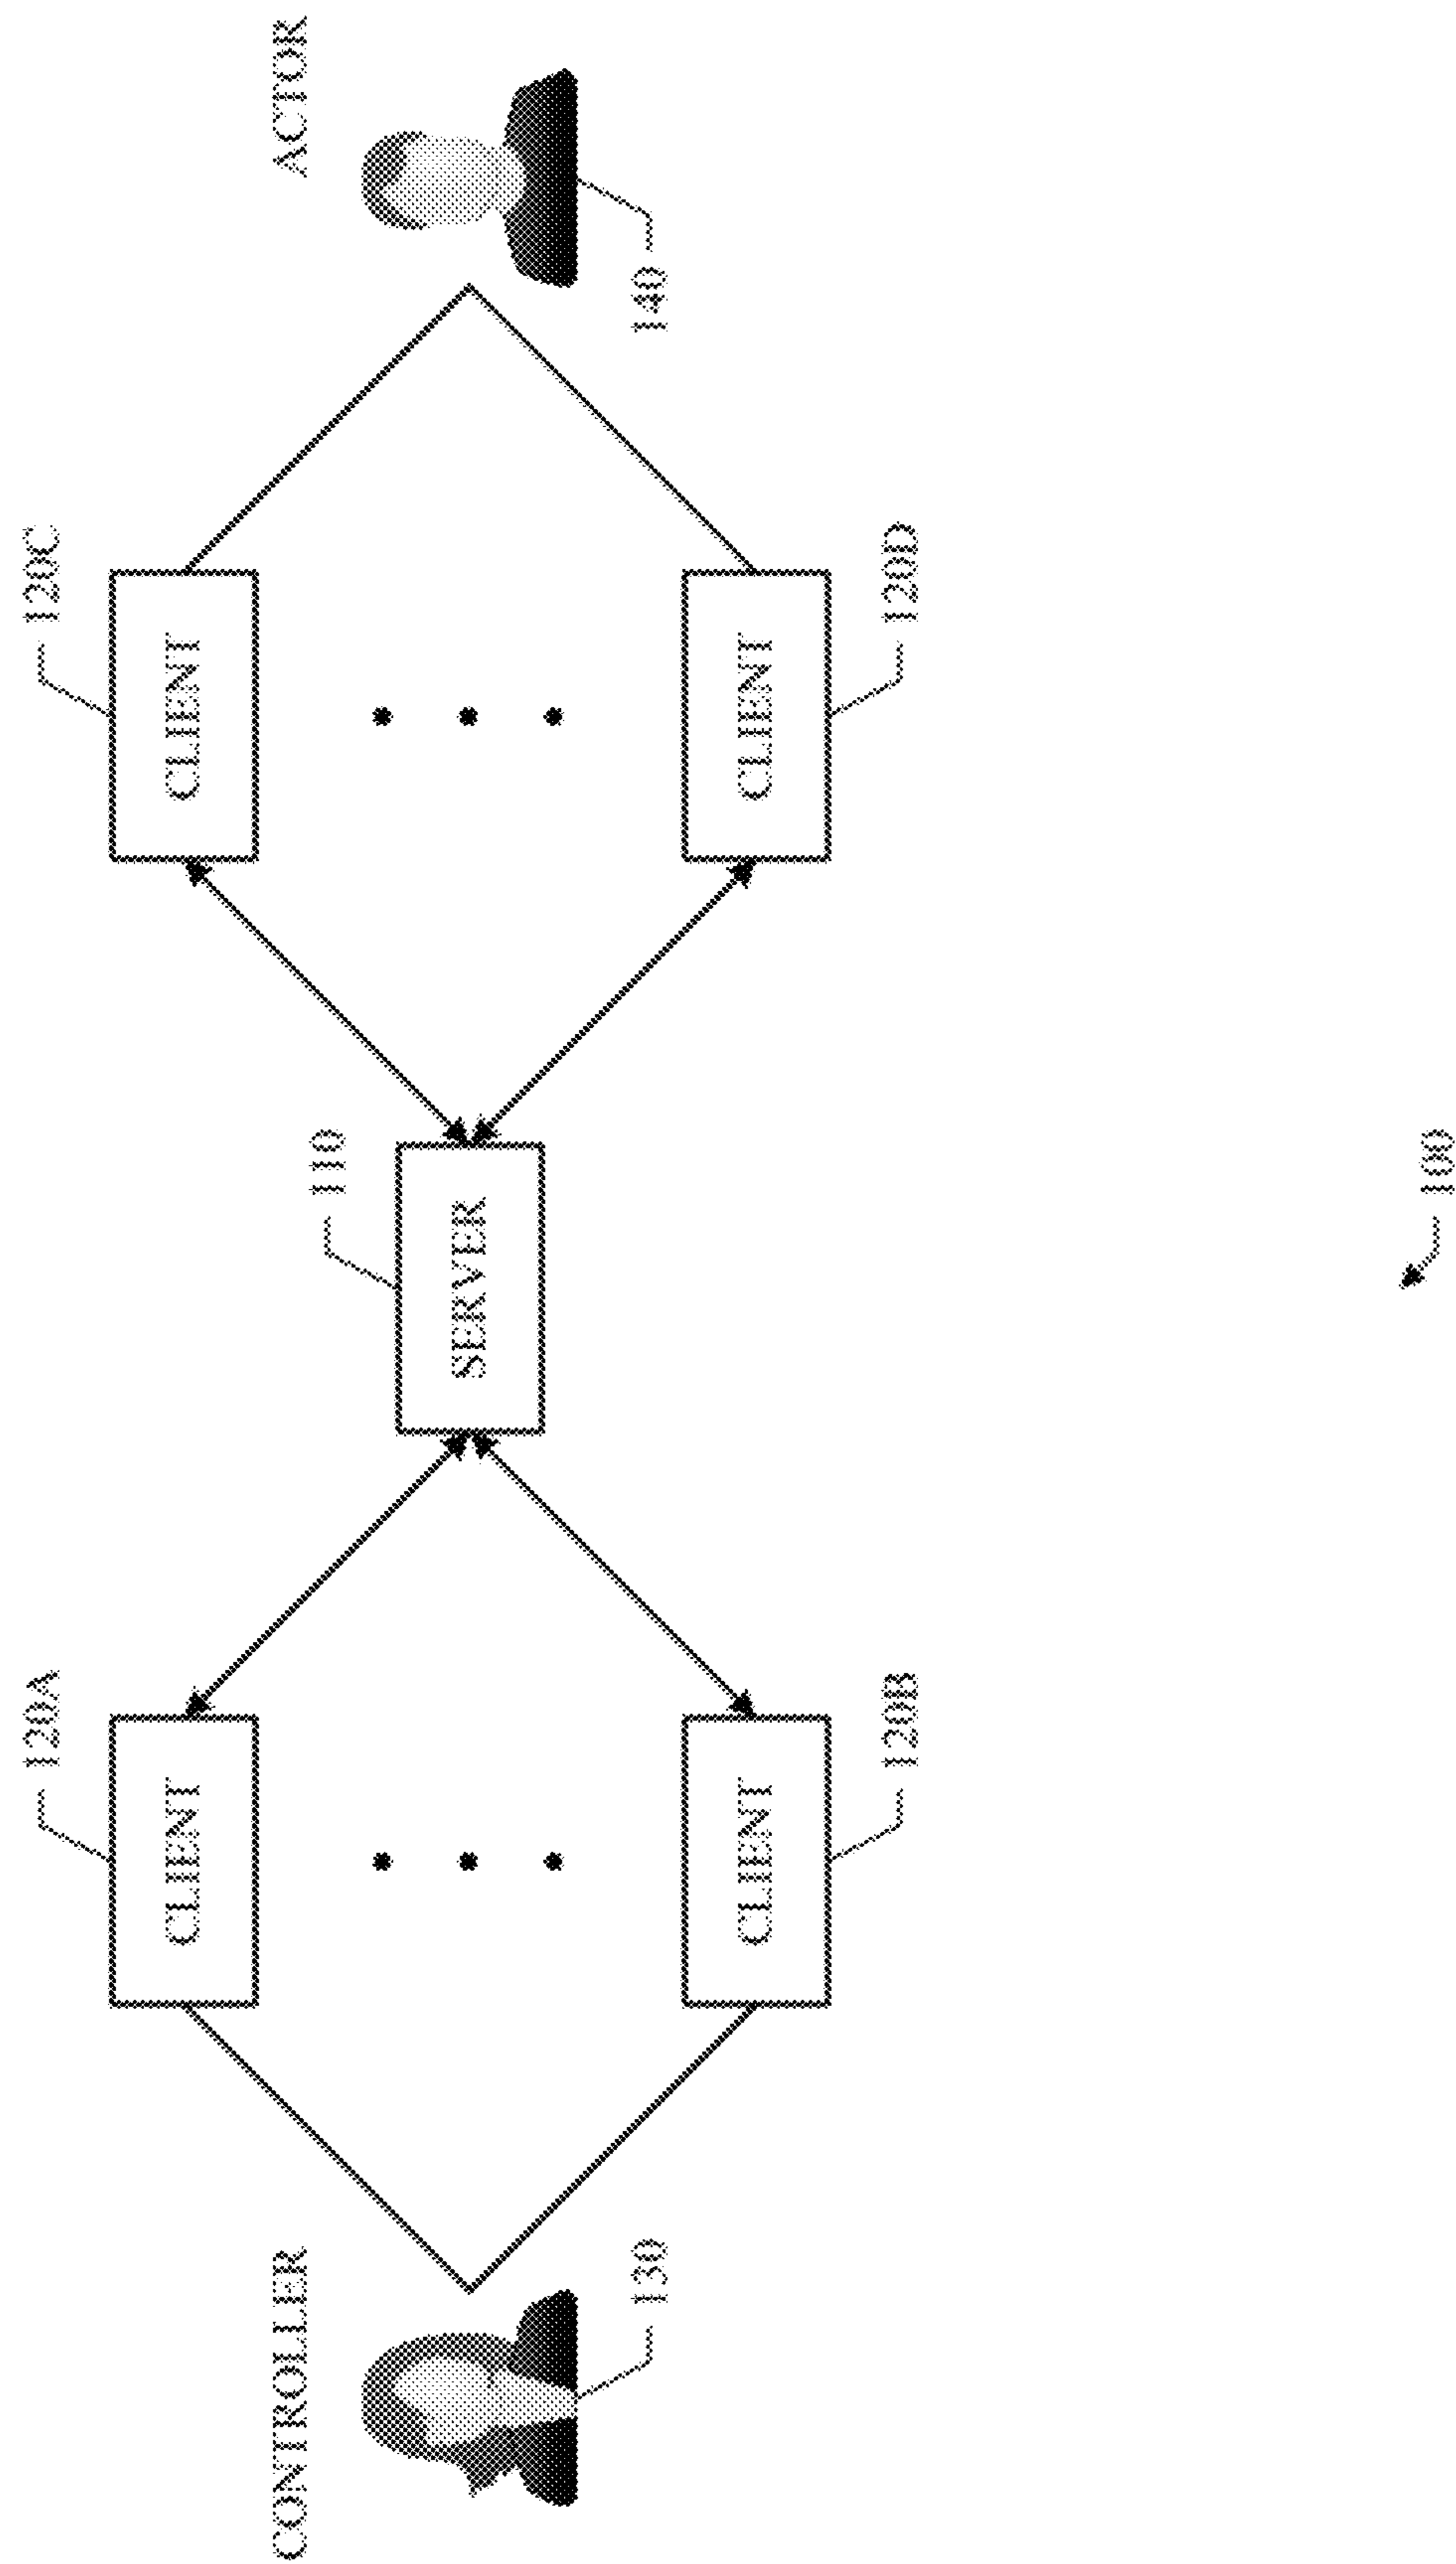 CONTROLLER
130
120A
CLIENT
CLIENT
120B
110
SERVER
120C
CLIENT
CLIENT
120D
ACTOR
140
100